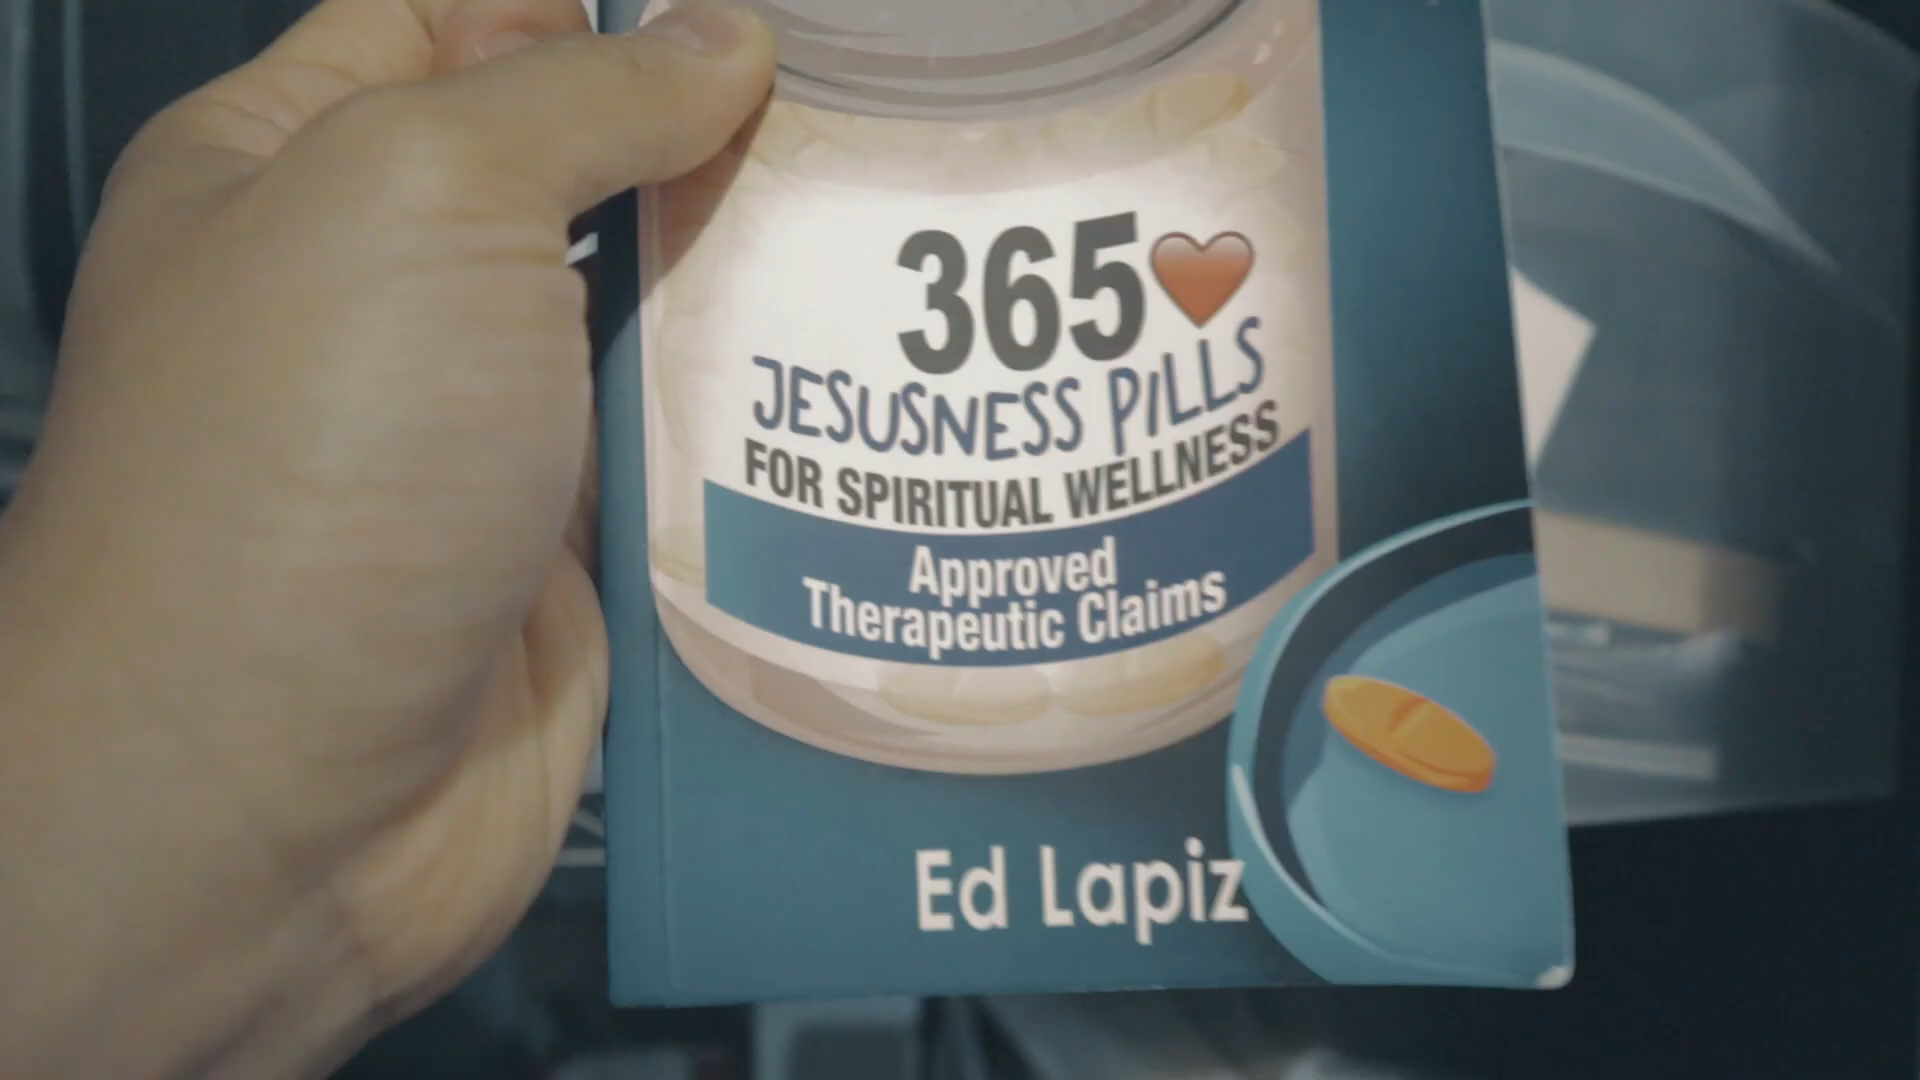 365❤️
JESUSNESS PILLS
FOR SPIRITUAL WELLNESS
Approved
Therapeutic Claims
Ed Lapiz